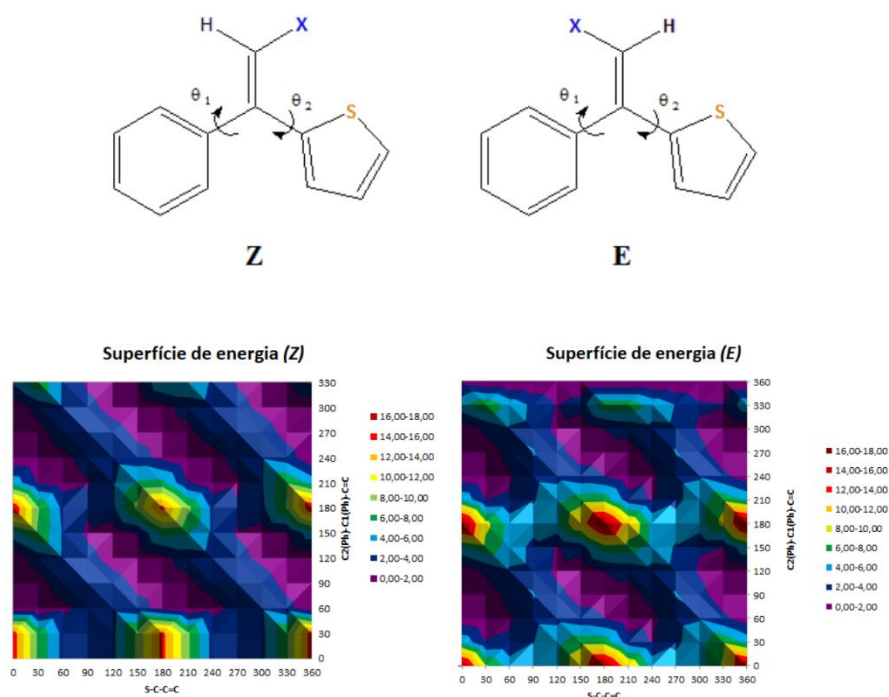 H
X
θ 1
θ 2
S
Z
X
H
θ 1
θ 2
S
E
Superfície de energia (Z)
330
300
270
240
210
180
150
120
90
60
30
0
C2(Ph)-C1(Ph)-C=C
16,00-18,00
14,00-16,00
12,00-14,00
10,00-12,00
8,00-10,00
6,00-8,00
4,00-6,00
2,00-4,00
0,00-2,00
0 30 60 90 120 150 180 210 240 270 300 330 360
S-C-C=C
Superfície de energia (E)
360
330
300
270
240
210
180
150
120
90
60
30
0
C2(Ph)-C1(Ph)-C=C
16,00-18,00
14,00-16,00
12,00-14,00
10,00-12,00
8,00-10,00
6,00-8,00
4,00-6,00
2,00-4,00
0,00-2,00
0 30 60 90 120 150 180 210 240 270 300 330 360
S-C-C=C